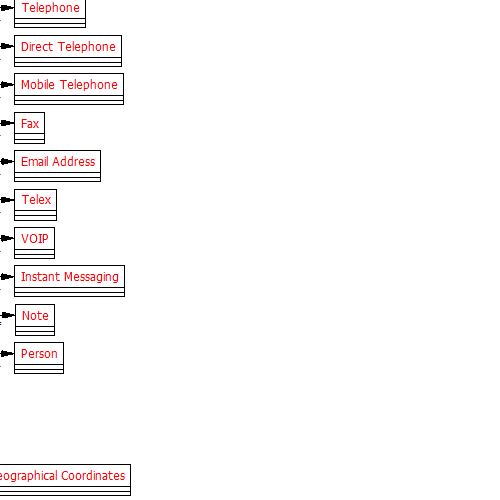 Telephone
Direct Telephone
Mobile Telephone
Fax
Email Address
Telex
VOIP
Instant Messaging
Note
Person
eographical Coordinates